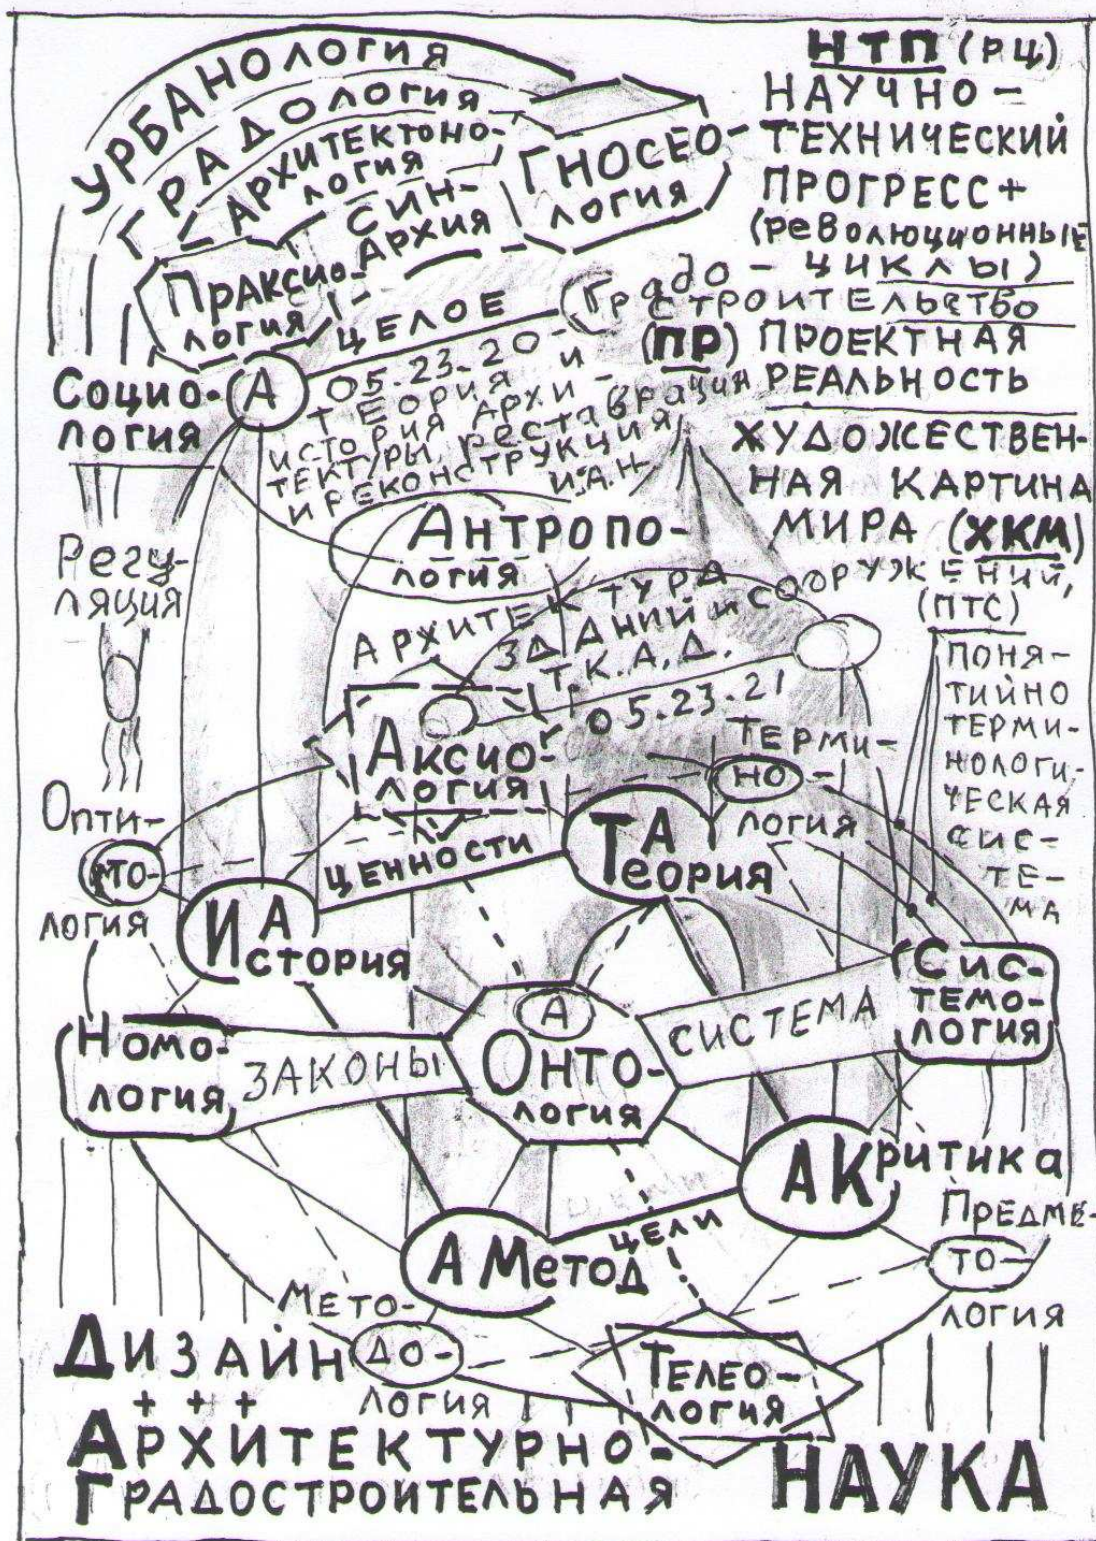 УРБАНОЛОГИЯ
ГРАДОЛОГИЯ
АРХИТЕКТОНО-
ЛОГИЯ
СИН-
АРХИЯ
ГНОСЕО-
ЛОГИЯ
ПРАКСИО-
ЛОГИЯ
ЦЕЛОЕ
НТП (РЦ)
НАУЧНО-
ТЕХНИЧЕСКИЙ
ПРОГРЕСС+
(революционные
ЦИКЛЫ)
Градо-
СТРОИТЕЛЬСТВО
(ПР) ПРОЕКТНАЯ
РЕАЛЬНОСТЬ
ХУДОЖЕСТВЕН-
НАЯ КАРТИНА
МИРА (ХКМ)
Социо-
логия
А
05.23.20-
ТЕОРИЯ И
ИСТОРИЯ АРХИ-
ТЕКТУРЫ, реставрации
И РЕКОНСТРУКЦИЯ
И.А.Н.
АНТРОПО-
ЛОГИЯ
Регу-
ляция
АРХИТЕКТУРА
ЗДАНИЙ И СООРУЖЕНИЙ,
Т.К.А.Д.
05.23.21
(ПТС)
ПОНЯ-
ТИЙНО
ТЕРМИ-
НОЛОГИ-
ЧЕСКАЯ
СИС-
ТЕ-
МА
АКСИО-
ЛОГИЯ
ЦЕННОСТИ
ТЕРМИ-
НО-
ЛОГИЯ
Опти-
МО-
ЛОГИЯ
ТА
Теория
И А
История
СИС-
ТЕМО-
ЛОГИЯ
СИСТЕМА
А
ОНТО-
ЛОГИЯ
НОМО-
ЛОГИЯ
ЗАКОНЫ
А Критика
А Метод
ЦЕЛИ
ПРЕДМЕ-
ТО-
ЛОГИЯ
МЕТО-
ДО-
ЛОГИЯ
ТЕЛЕО-
ЛОГИЯ
ДИЗАЙН
+ + +
АРХИТЕКТУРНО-
ГРАДОСТРОИТЕЛЬНАЯ
НАУКА